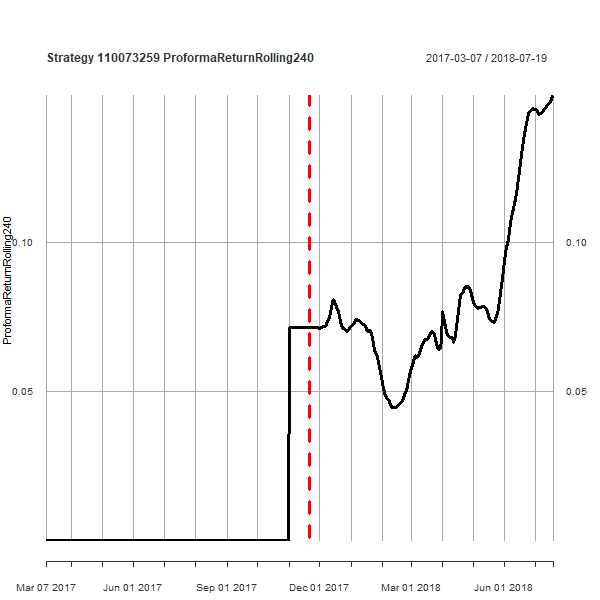 Strategy 110073259 ProformaReturnRolling240
2017-03-07 / 2018-07-19
ProformaReturnRolling240
0.10
0.10
0.05
0.05
Mar 07 2017 Jun 01 2017 Sep 01 2017 Dec 01 2017 Mar 01 2018 Jun 01 2018